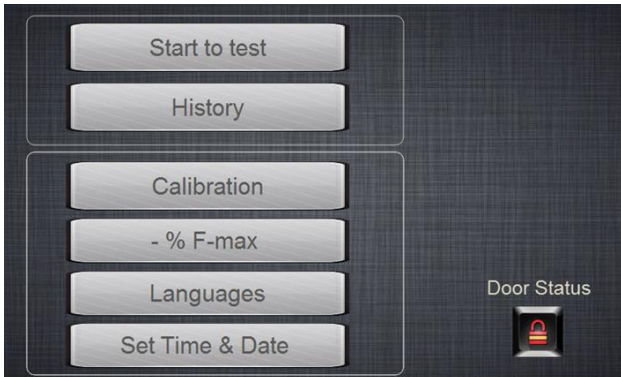 Start to test
History
Calibration
- % F-max
Languages
Set Time & Date
Door Status